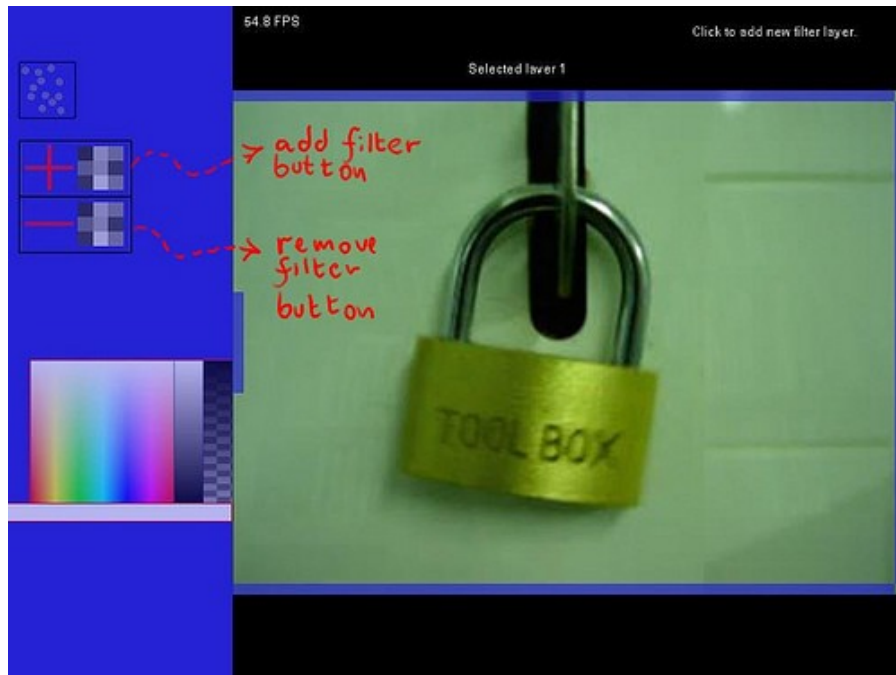 54.8 FPS
Click to add new filter layer.
Selected layer 1
add filter
button
remove
filter
button
TOOL BOX